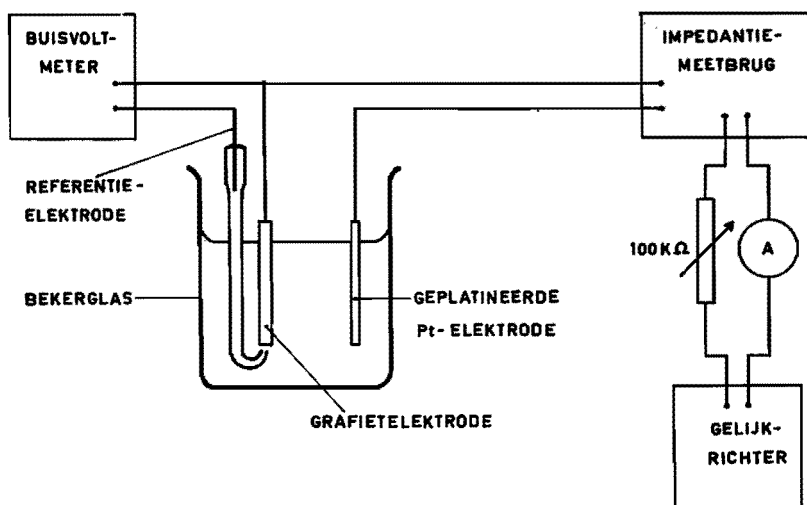 BUISVOLT-
METER
IMPEDANTIE-
MEETBRUG
REFERENTIE-
ELEKTRODE
100KΩ
A
BEKERGLAS
GEPLATINEERDE
Pt-ELEKTRODE
GRAFIETELEKTRODE
GELIJK-
RICHTER